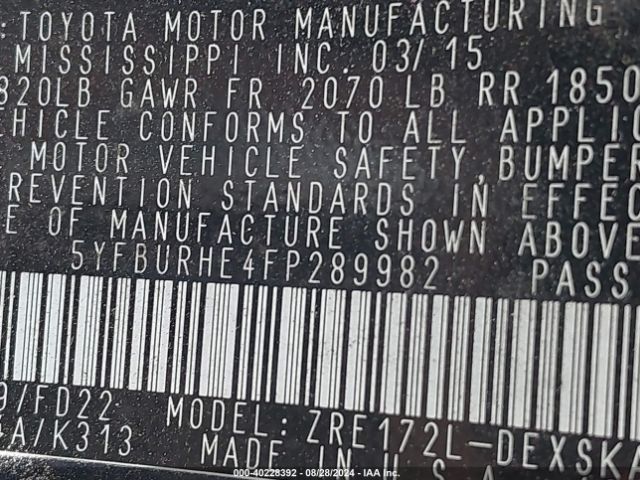 :TOYOTA MOTOR MANUFACTURING
MISSISSIPPI INC. 03/15
820LB GAWR FR 2070 LB RR 1850
EHICLE CONFORMS TO ALL APPLIC
MOTOR VEHICLE SAFETY, BUMPER
REVENTION STANDARDS IN EFFEC
E OF MANUFACTURE SHOWN ABOVE
5YFBURHE4FP289982 PASS
9/FD22 MODEL: ZRE172L-DEXSKA
A/K313 MADE IN U.S.A
000-40228392 — 08/28/2024 — IAA Inc.